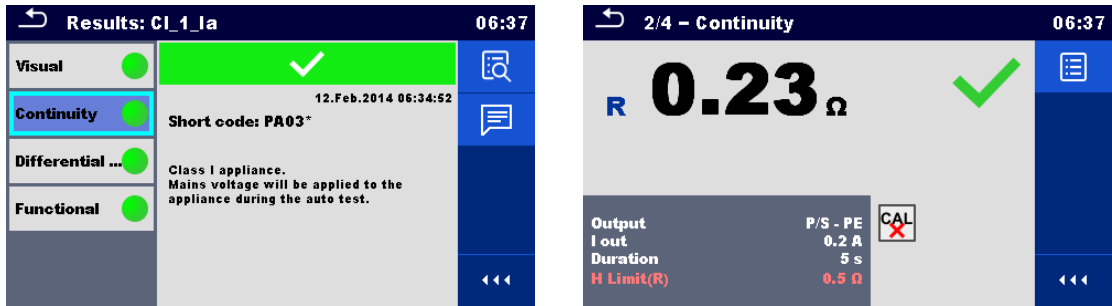 Results: CI_1_Ia 06:37
Visual
Continuity
Differential ...
Functional
12.Feb.2014 06:34:52
Short code: PA03*
Class I appliance.
Mains voltage will be applied to the
appliance during the auto test.
2/4 – Continuity 06:37
R 0.23 Ω
Output P/S - PE
I out 0.2 A
Duration 5 s
H Limit(R) 0.5 Ω
CAL